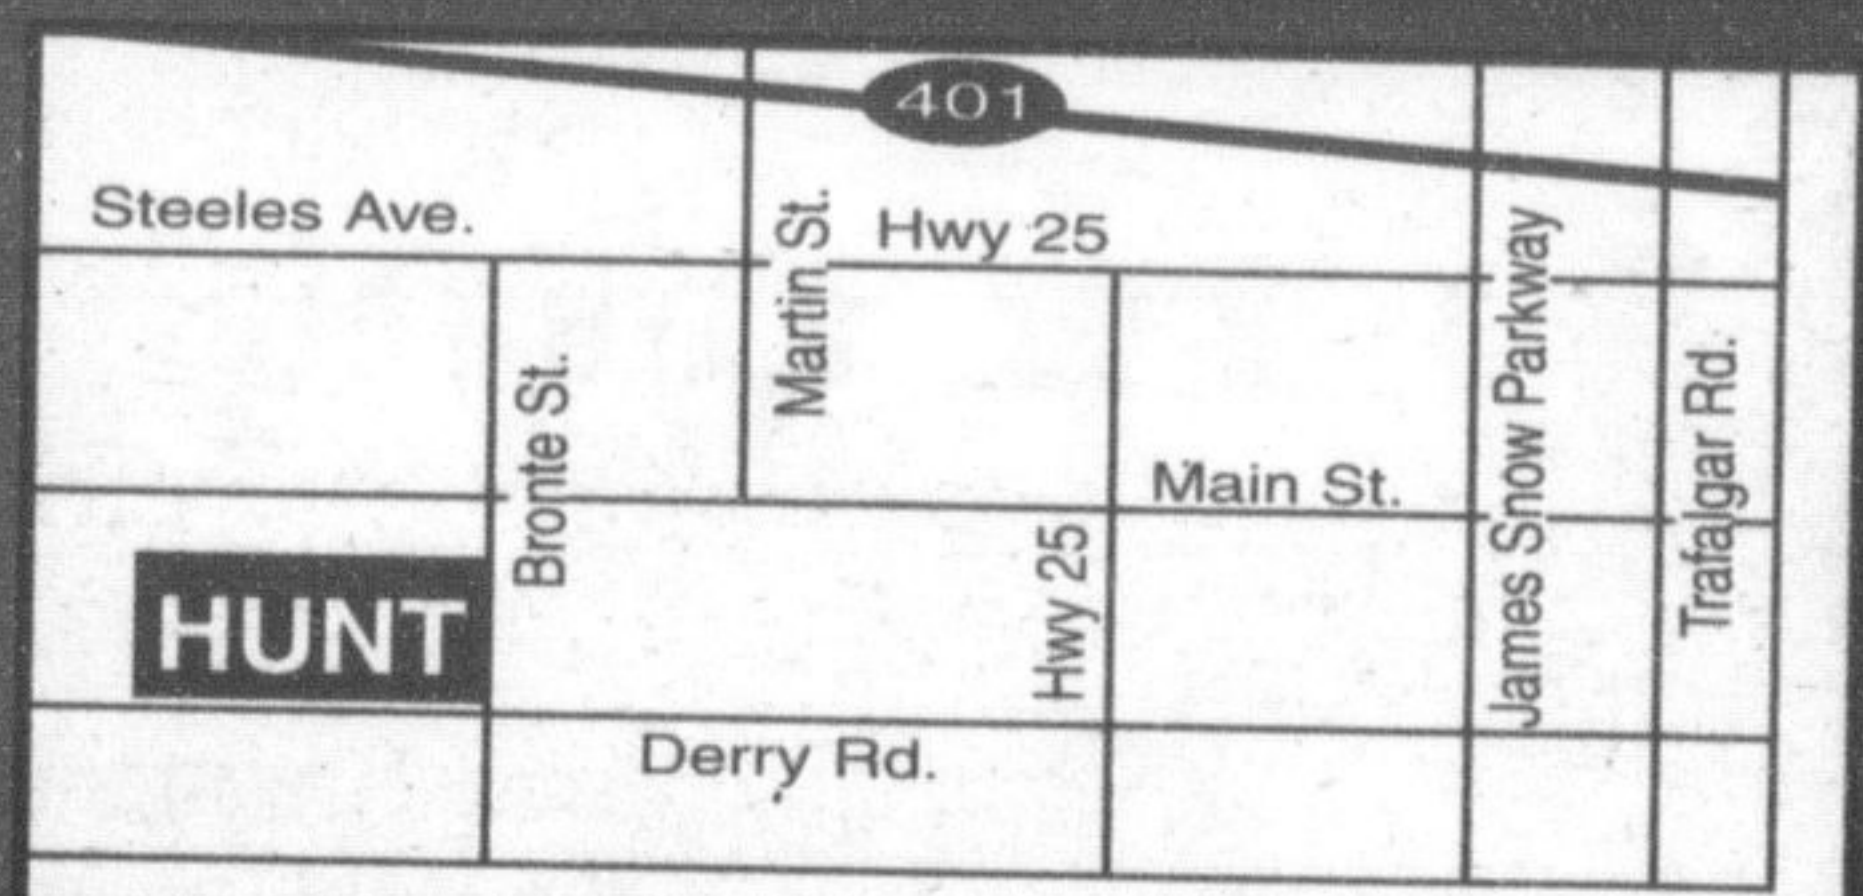 401
Steeles Ave.
Martin St.
Hwy 25
James Snow Parkway
Trafalgar Rd.
Bronte St.
Main St.
Hwy 25
HUNT
Derry Rd.